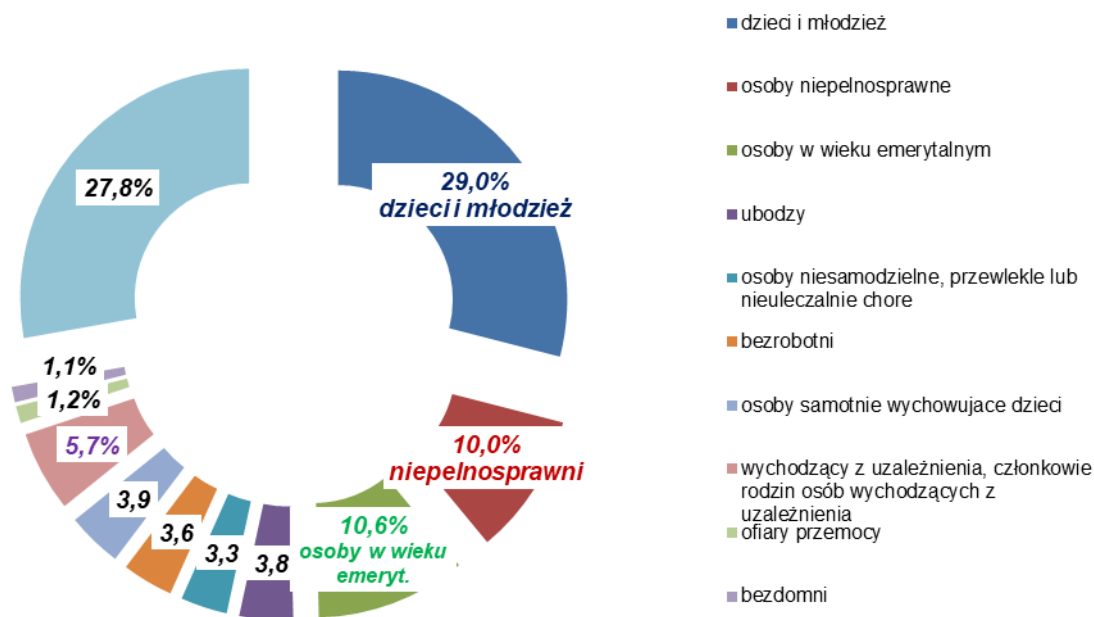 27,8%
29,0%
dzieci i młodzież
10,0%
niepełnosprawni
10,6%
osoby w wieku
emeryt.
3,8
3,3
3,6
3,9
5,7%
1,2%
1,1%
dzieci i młodzież
osoby niepełnosprawne
osoby w wieku emerytalnym
ubodzy
osoby niesamodzielne, przewlekle lub
nieuleczalnie chore
bezrobotni
osoby samotnie wychowujace dzieci
wychodzący z uzależnienia, członkowie
rodzin osób wychodzących z
uzależnienia
ofiary przemocy
bezdomni